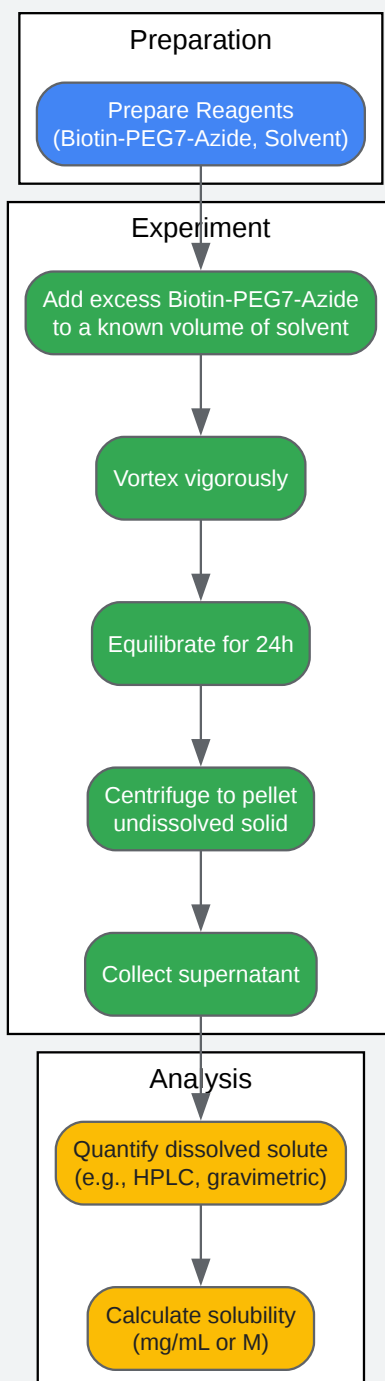 Preparation
Prepare Reagents
(Biotin-PEG7-Azide, Solvent)
Experiment
Add excess Biotin-PEG7-Azide
to a known volume of solvent
Vortex vigorously
Equilibrate for 24h
Centrifuge to pellet
undissolved solid
Collect supernatant
Analysis
Quantify dissolved solute
(e.g., HPLC, gravimetric)
Calculate solubility
(mg/mL or M)